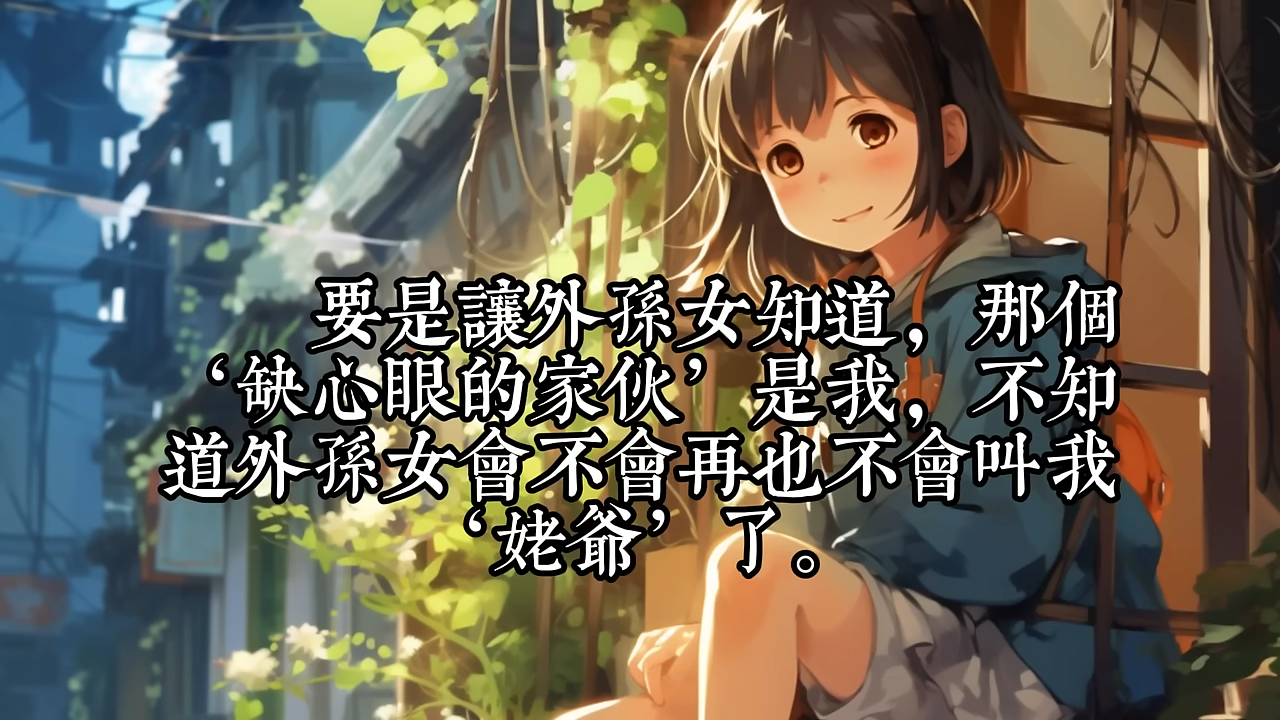 要是讓外孫女知道，那個
‘缺心眼的家伙’是我，不知
道外孫女會不會再也不會叫我
‘姥爺’了。